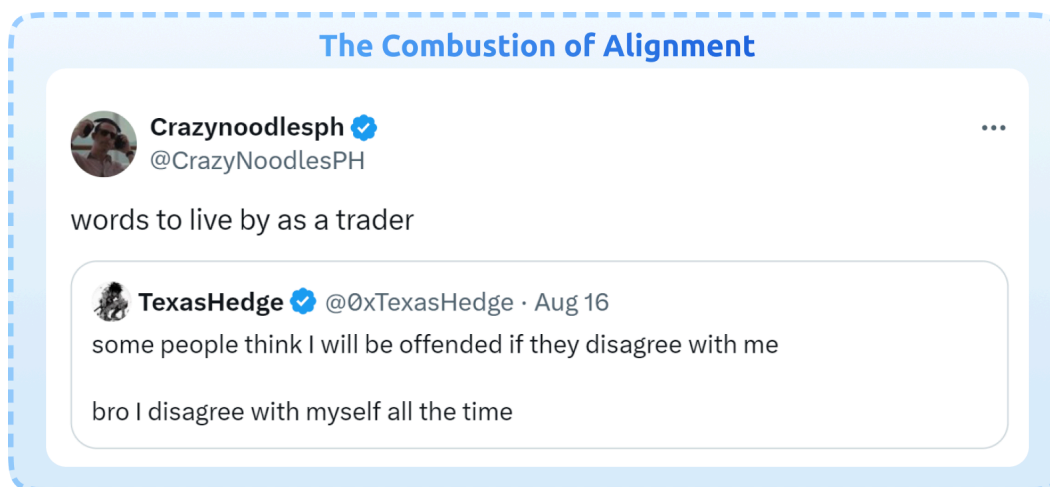 The Combustion of Alignment
Crazynoodlesph
@CrazyNoodlesPH
words to live by as a trader
TexasHedge @0xTexasHedge · Aug 16
some people think I will be offended if they disagree with me
bro I disagree with myself all the time